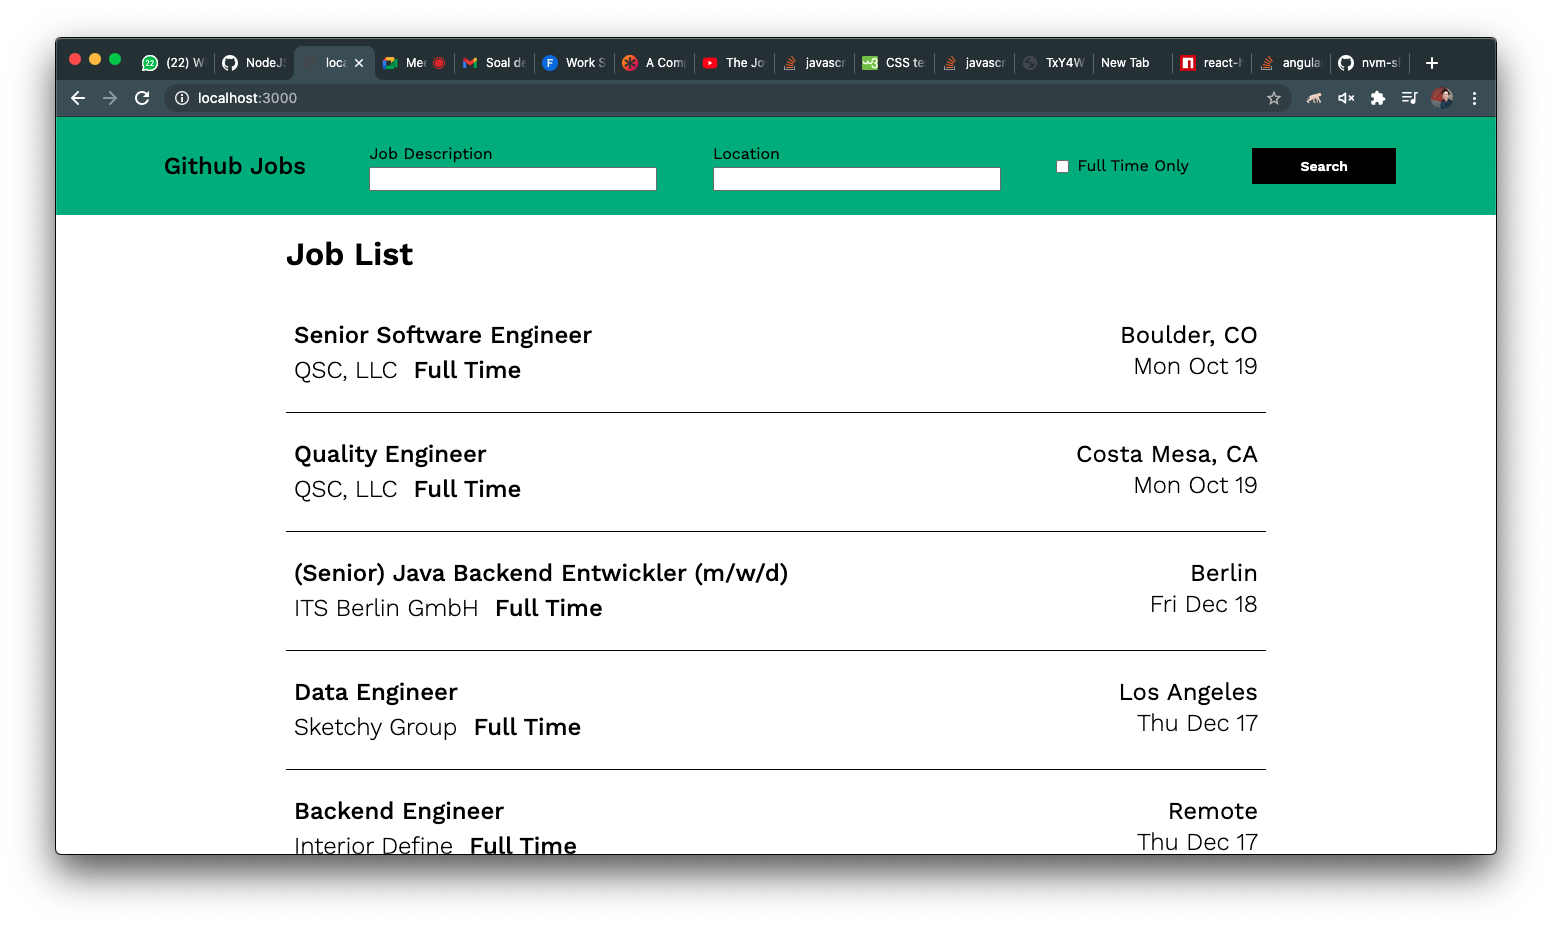 (22) W
NodeJS
loca
Mee
Soal de
Work S
A Comp
The Jo
javascr
CSS te
javascr
TxY4W
New Tab
react-h
angula
nvm-sh
localhost:3000
Github Jobs
Job Description
Location
Full Time Only
Search
Job List
Senior Software Engineer
Boulder, CO
QSC, LLC Full Time
Mon Oct 19
Quality Engineer
Costa Mesa, CA
QSC, LLC Full Time
Mon Oct 19
(Senior) Java Backend Entwickler (m/w/d)
Berlin
ITS Berlin GmbH Full Time
Fri Dec 18
Data Engineer
Los Angeles
Sketchy Group Full Time
Thu Dec 17
Backend Engineer
Remote
Interior Define Full Time
Thu Dec 17